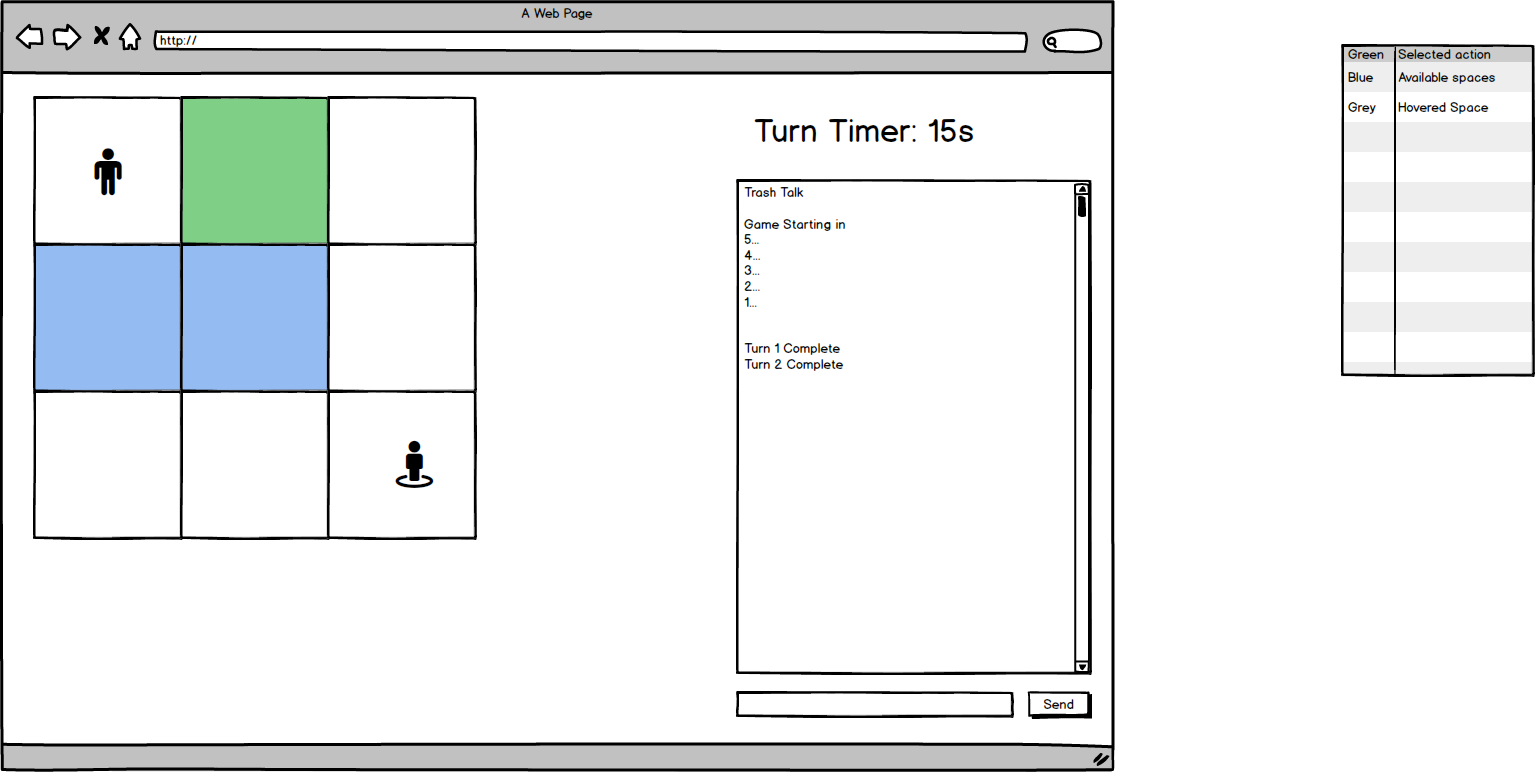 A Web Page
http://
Turn Timer: 15s
Trash Talk
Game Starting in
5...
4...
3...
2...
1...
Turn 1 Complete
Turn 2 Complete
Send
Green Selected action
Blue Available spaces
Grey Hovered Space